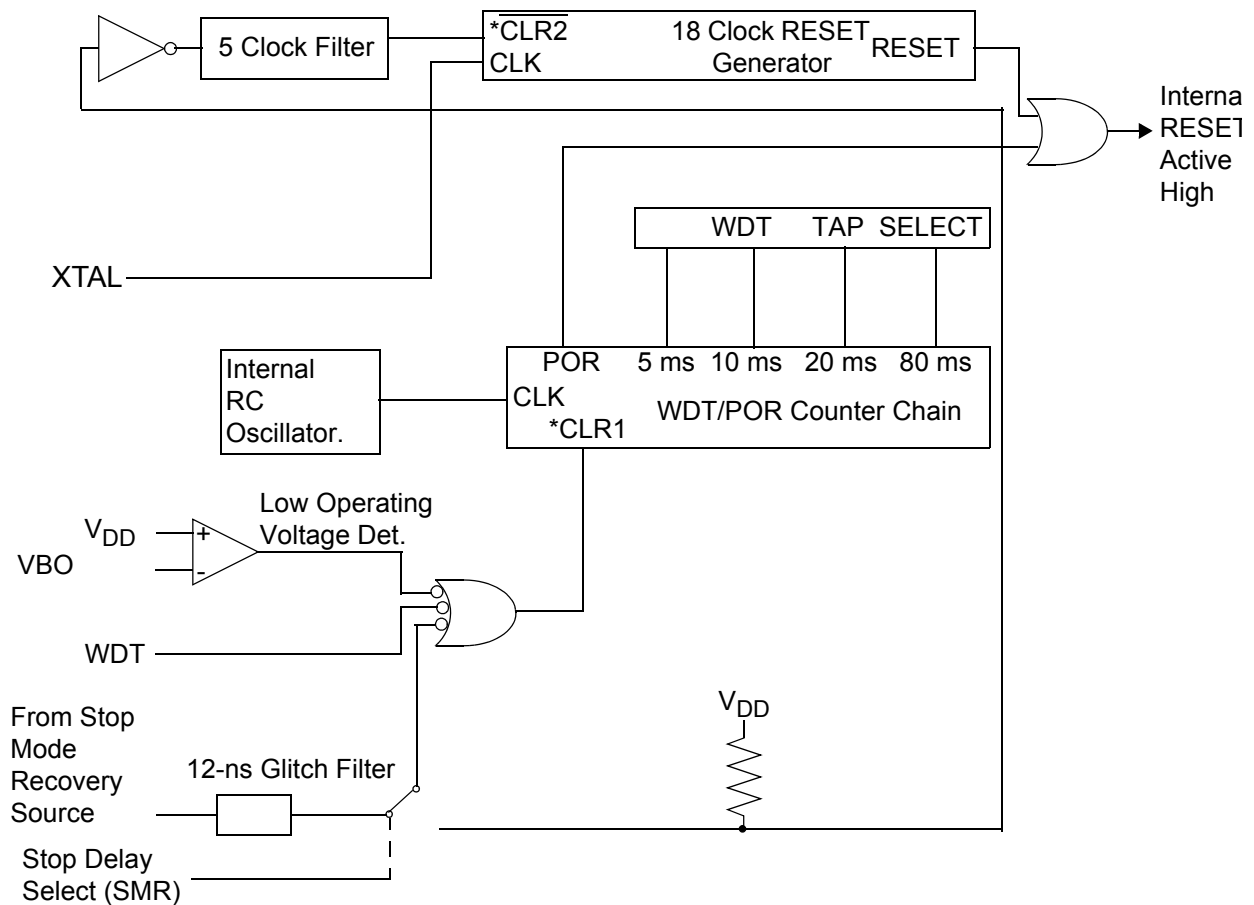 *CLR2
CLK
5 Clock Filter
18 Clock RESET
Generator
RESET
Interna
RESET
Active
High
WDT TAP SELECT
XTAL
POR 5 ms 10 ms 20 ms 80 ms
CLK
WDT/POR Counter Chain
*CLR1
Internal
RC
Oscillator.
Low Operating
Voltage Det.
VDD
+
VBO
-
WDT
From Stop
Mode
Recovery
Source
12-ns Glitch Filter
VDD
Stop Delay
Select (SMR)